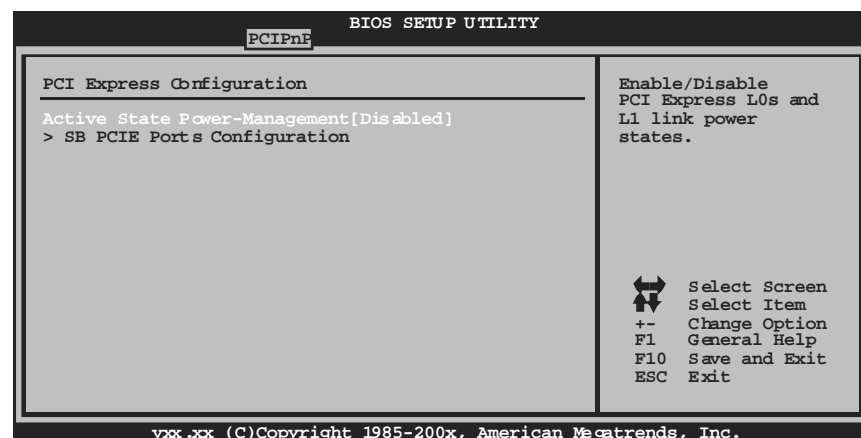 BIOS SETUP UTILITY
PCIPnP
PCI Express Configuration
Active State Power-Management[Disabled]
> SB PCIE Ports Configuration
Enable/Disable
PCI Express L0s and
L1 link power
states.
Select Screen
Select Item
+- Change Option
F1 General Help
F10 Save and Exit
ESC Exit
vxx.xx (C)Copyright 1985-200x, American Megatrends, Inc.